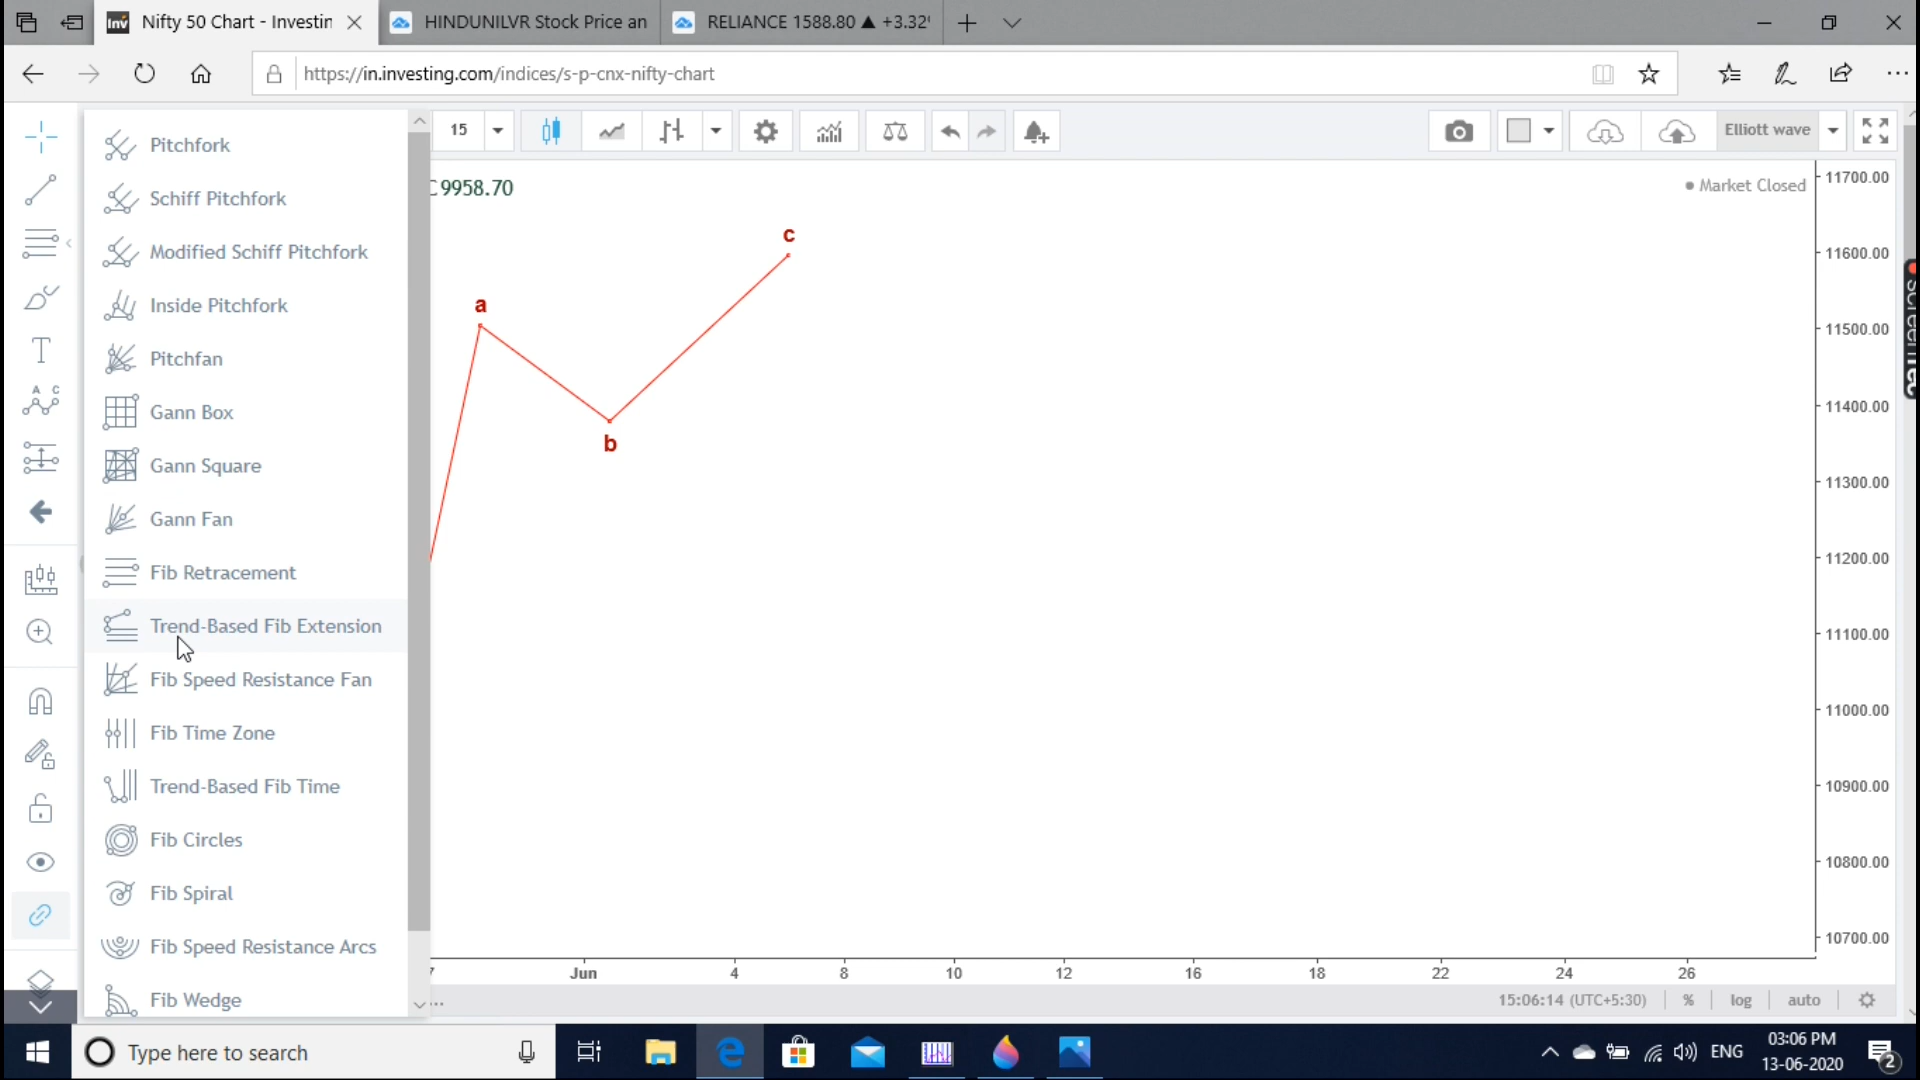 Nifty 50 Chart - Investin
HINDUNILVR Stock Price an
RELIANCE 1588.80 ▲ +3.32
https://in.investing.com/indices/s-p-cnx-nifty-chart
15
Elliott wave
C 9958.70
Market Closed
Pitchfork
Schiff Pitchfork
Modified Schiff Pitchfork
Inside Pitchfork
Pitchfan
Gann Box
Gann Square
Gann Fan
Fib Retracement
Trend-Based Fib Extension
Fib Speed Resistance Fan
Fib Time Zone
Trend-Based Fib Time
Fib Circles
Fib Spiral
Fib Speed Resistance Arcs
Fib Wedge
a
b
c
11700.00
11600.00
11500.00
11400.00
11300.00
11200.00
11100.00
11000.00
10900.00
10800.00
10700.00
Jun 4 8 10 12 16 18 22 24 26
15:06:14 (UTC+5:30) % log auto
Type here to search
ENG
03:06 PM
13-06-2020
2